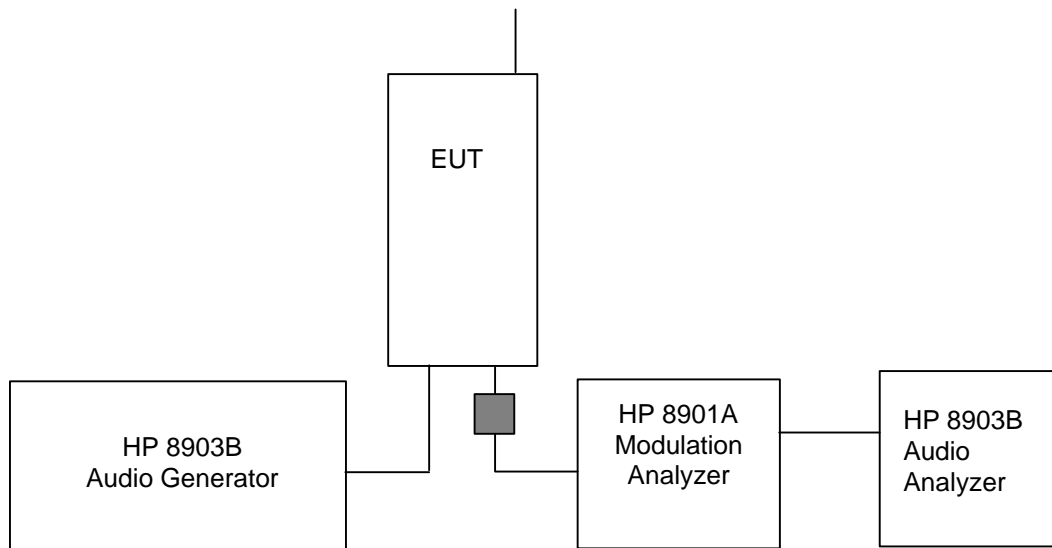 EUT
HP 8903B
Audio Generator
HP 8901A
Modulation
Analyzer
HP 8903B
Audio
Analyzer